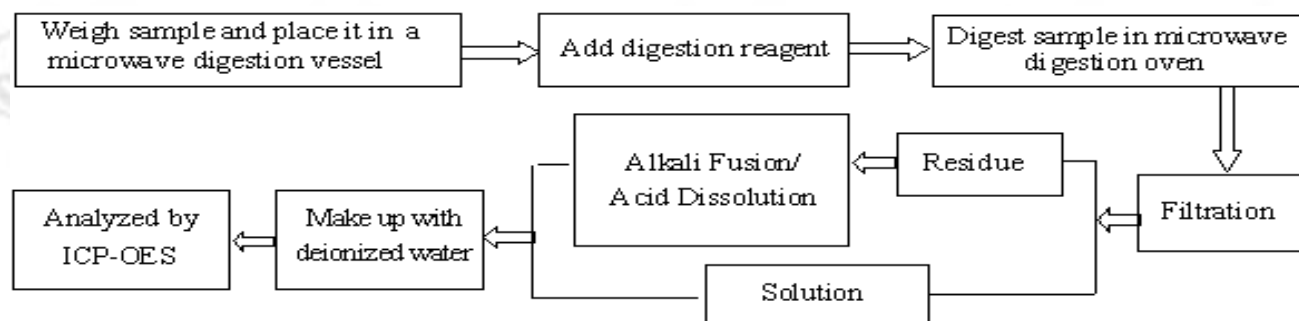 Weigh sample and place it in a
microwave digestion vessel
Add digestion reagent
Digest sample in microwave
digestion oven
Filtration
Residue
Solution
Alkali Fusion/
Acid Dissolution
Make up with
deionized water
Analyzed by
ICP-OES